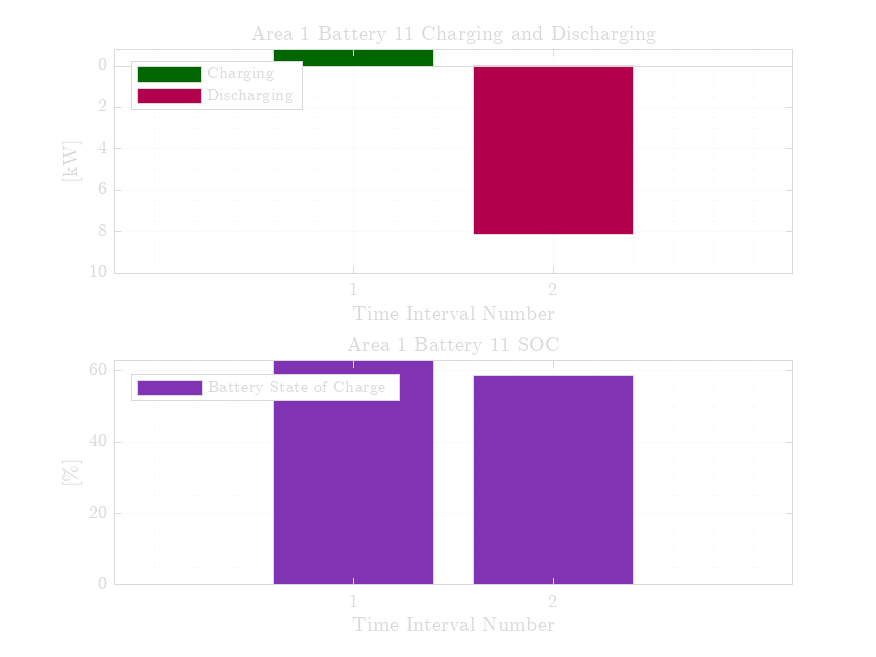 Area 1 Battery 11 Charging and Discharging
Charging
Discharging
0
2
4
6
8
10
[kW]
1 2
Time Interval Number
Area 1 Battery 11 SOC
Battery State of Charge
60
40
20
0
[%]
1 2
Time Interval Number